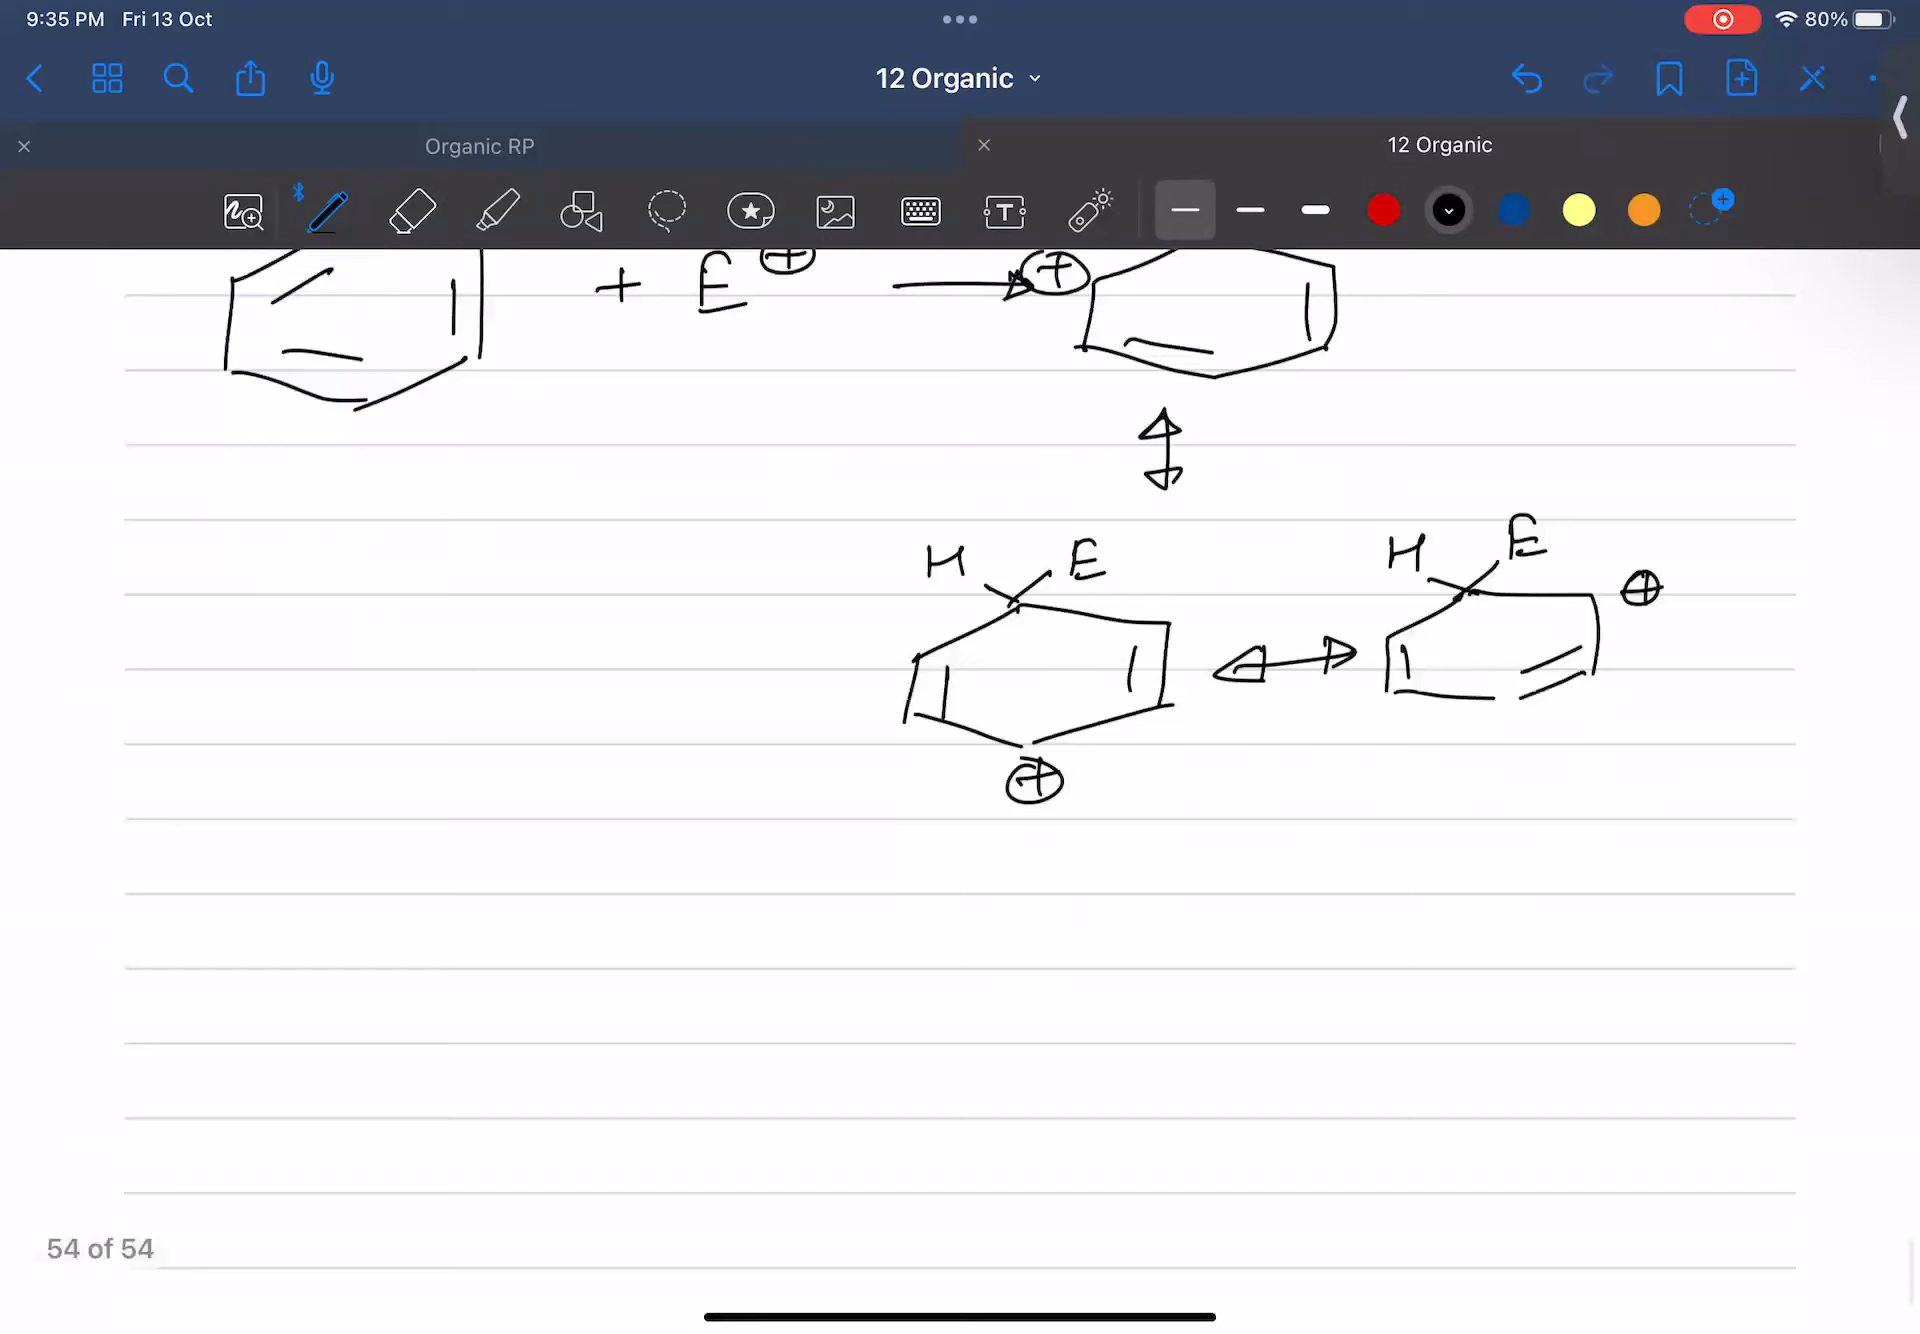 9:35 PM Fri 13 Oct
80%
12 Organic
Organic RP
12 Organic
T
+ E ⊕ → ⊕
H E
H E ⊕
⊕
54 of 54